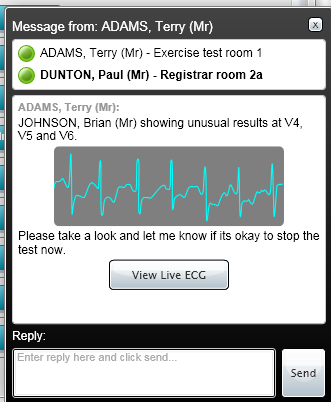 Message from: ADAMS, Terry (Mr)
x
ADAMS, Terry (Mr) - Exercise test room 1
DUNTON, Paul (Mr) - Registrar room 2a
ADAMS, Terry (Mr):
JOHNSON, Brian (Mr) showing unusual results at V4,
V5 and V6.
Please take a look and let me know if its okay to stop the
test now.
View Live ECG
Reply:
Enter reply here and click send...
Send